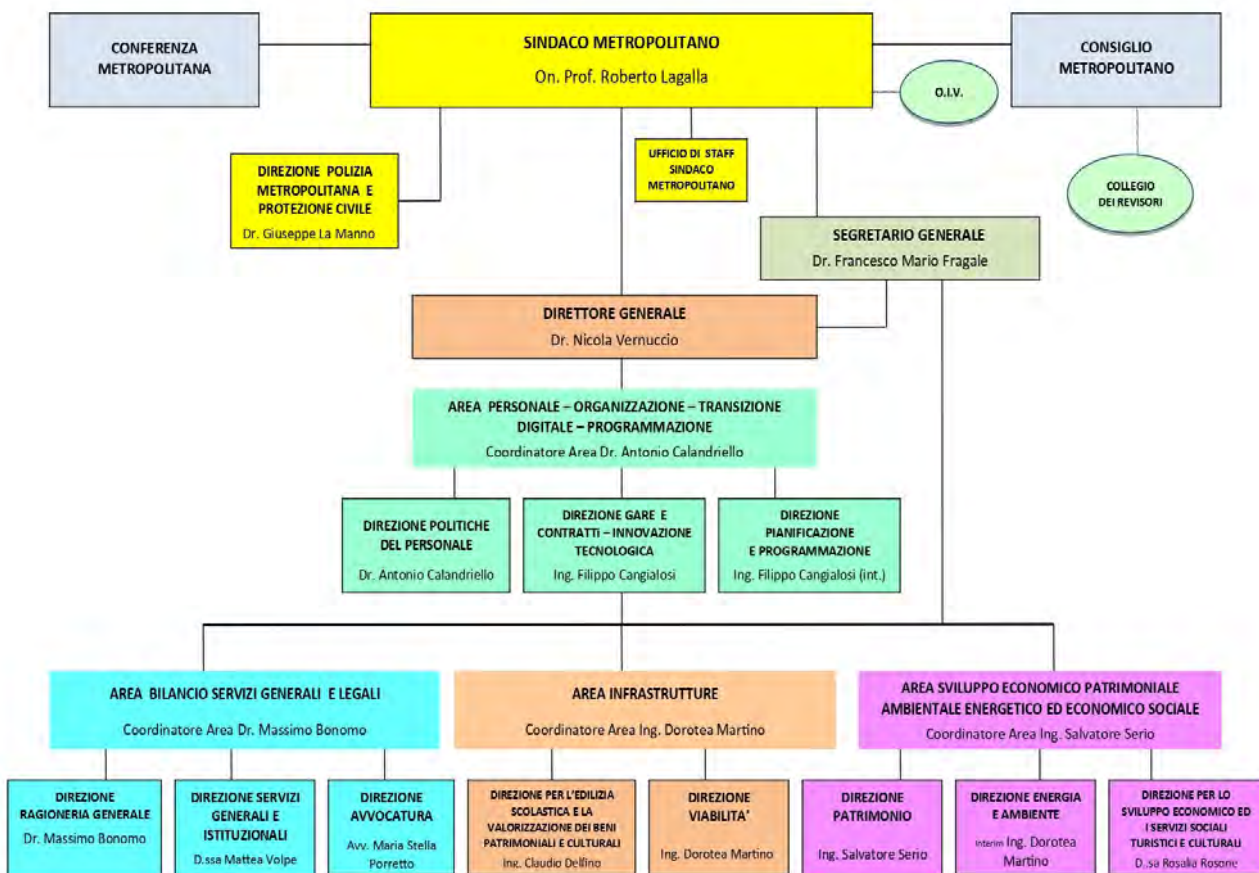 CONFERENZA
METROPOLITANA
SINDACO METROPOLITANO
On. Prof. Roberto Lagalla
CONSIGLIO
METROPOLITANO
O.I.V.
DIREZIONE POLIZIA
METROPOLITANA E
PROTEZIONE CIVILE
Dr. Giuseppe La Manno
UFFICIO DI STAFF
SINDACO
METROPOLITANO
COLLEGIO
DEI REVISORI
SEGRETARIO GENERALE
Dr. Francesco Mario Fragale
DIRETTORE GENERALE
Dr. Nicola Vernuccio
AREA PERSONALE – ORGANIZZAZIONE – TRANSIZIONE
DIGITALE – PROGRAMMAZIONE
Coordinatore Area Dr. Antonio Calandriello
DIREZIONE POLITICHE
DEL PERSONALE
Dr. Antonio Calandriello
DIREZIONE GARE E
CONTRATTi – INNOVAZIONE
TECNOLOGICA
Ing. Filippo Cangialosi
DIREZIONE
PIANIFICAZIONE
E PROGRAMMAZIONE
Ing. Filippo Cangialosi (int.)
AREA BILANCIO SERVIZI GENERALI E LEGALI
Coordinatore Area Dr. Massimo Bonomo
AREA INFRASTRUTTURE
Coordinatore Area Ing. Dorotea Martino
AREA SVILUPPO ECONOMICO PATRIMONIALE
AMBIENTALE ENERGETICO ED ECONOMICO SOCIALE
Coordinatore Area Ing. Salvatore Serio
DIREZIONE
RAGIONERIA GENERALE
Dr. Massimo Bonomo
DIREZIONE SERVIZI
GENERALI E
ISTITUZIONALI
D.ssa Mattea Volpe
DIREZIONE
AVVOCATURA
Avv. Maria Stella
Porretto
DIREZIONE PER L'EDILIZIA
SCOLASTICA E LA
VALORIZZAZIONE DEI BENI
PATRIMONIALI E CULTURALI
Ing. Claudio Delfino
DIREZIONE
VIABILITA'
Ing. Dorotea Martino
DIREZIONE
PATRIMONIO
Ing. Salvatore Serio
DIREZIONE ENERGIA
E AMBIENTE
Interim Ing. Dorotea
Martino
DIREZIONE PER LO
SVILUPPO ECONOMICO ED
I SERVIZI SOCIALI
TURISTICI E CULTURALI
D..sa Rosalia Rosone